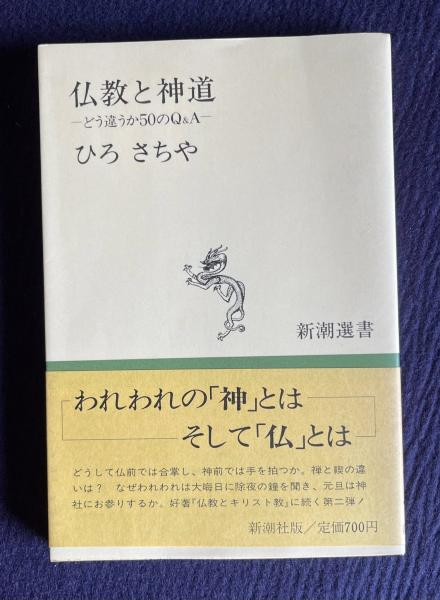 仏教と神道
―どう違うか50のQ&A―
ひろ さちや
新潮選書
われわれの「神」とは
そして「仏」とは
どうして仏前では合掌し、神前では手を拍つか。禅と禊の違
いは？ なぜわれわれは大晦日に除夜の鐘を聞き、元旦は神
社にお参りするか。好著『仏教とキリスト教』に続く第二弾！
新潮社版／定価700円